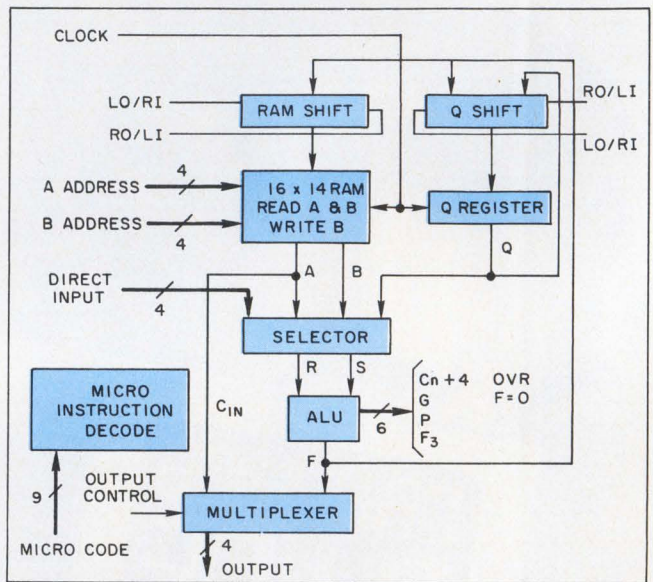 CLOCK
LO/RI
RAM SHIFT
Q SHIFT
RO/LI
RO/LI
LO/RI
A ADDRESS
4
16 x 14 RAM
READ A & B
WRITE B
Q REGISTER
B ADDRESS
4
Q
A
B
DIRECT
INPUT
4
SELECTOR
R
S
MICRO
INSTRUCTION
DECODE
CIN
ALU
6
Cn + 4
OVR
G
F = O
P
F3
F
9
OUTPUT
CONTROL
MULTIPLEXER
MICRO CODE
4
OUTPUT